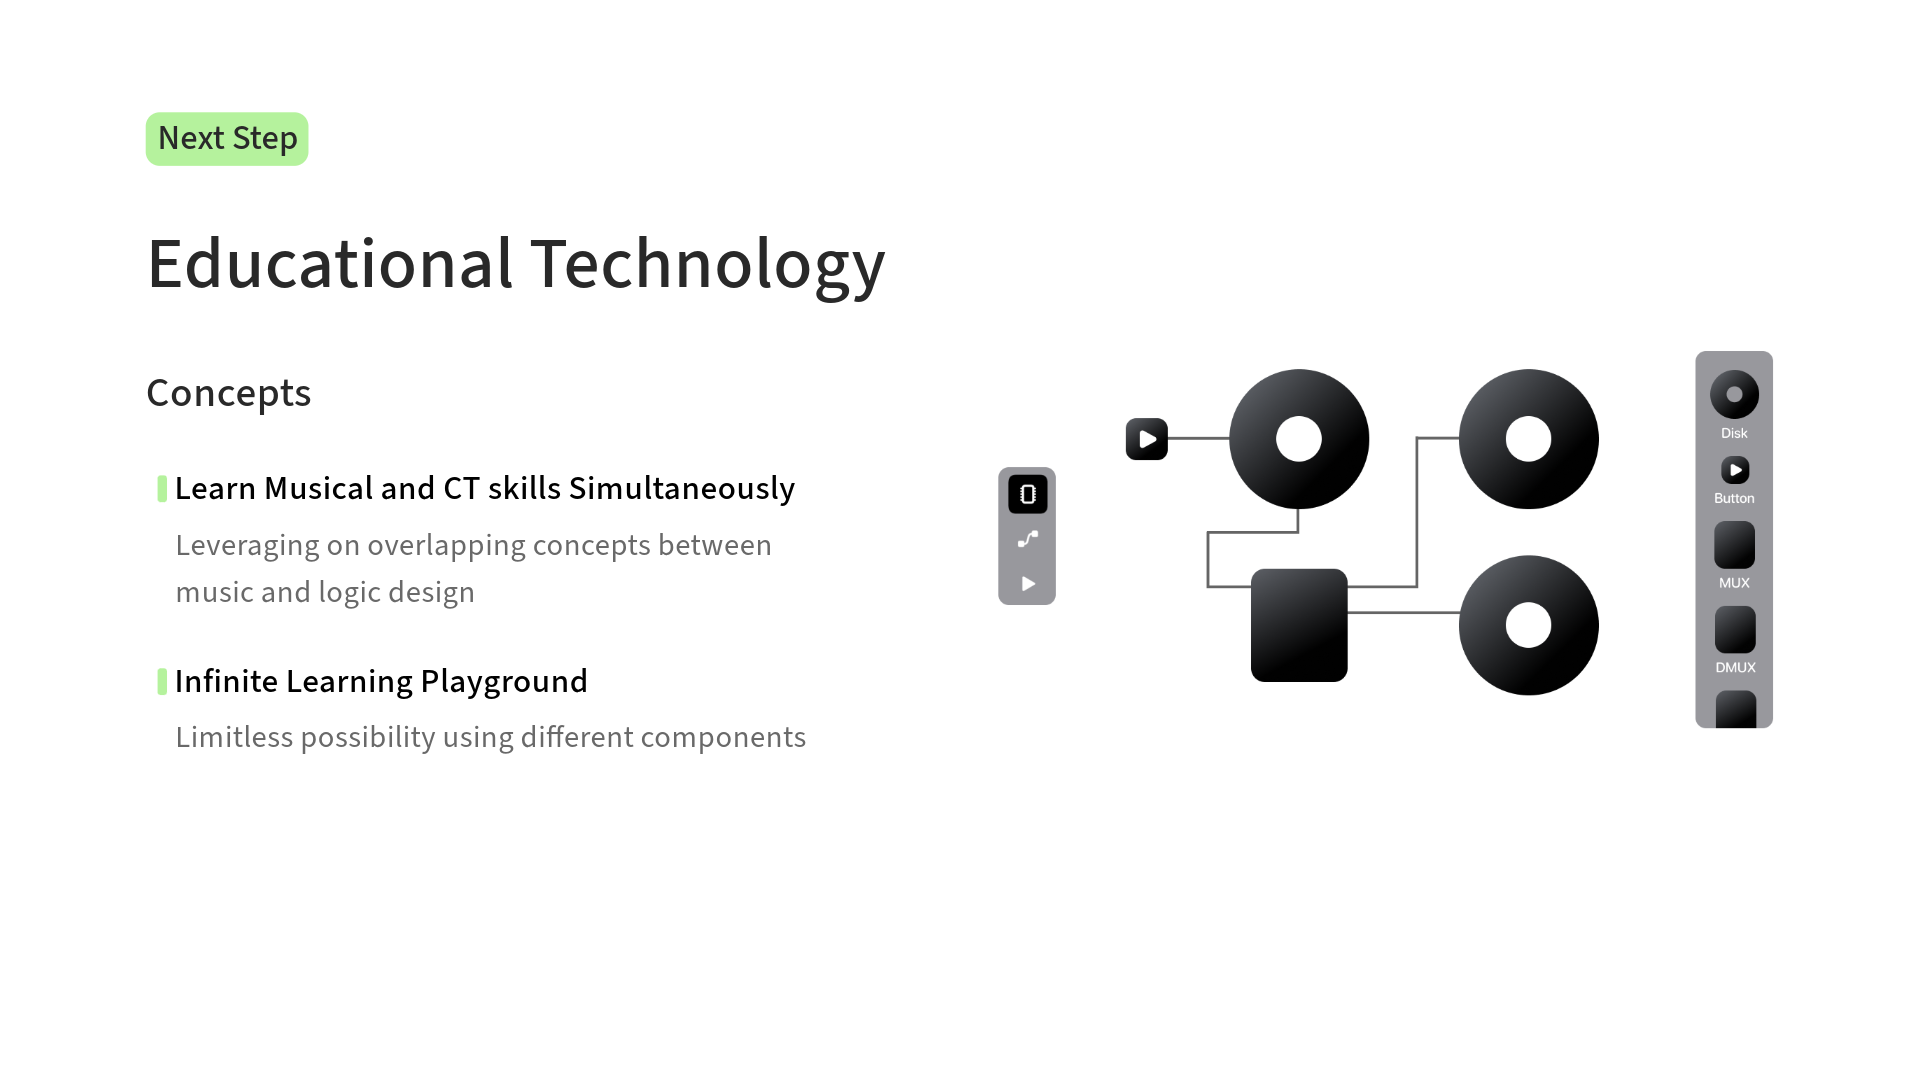 Next Step
Educational Technology
Concepts
Learn Musical and CT skills Simultaneously
Leveraging on overlapping concepts between
music and logic design
Infinite Learning Playground
Limitless possibility using different components
Disk
Button
MUX
DMUX